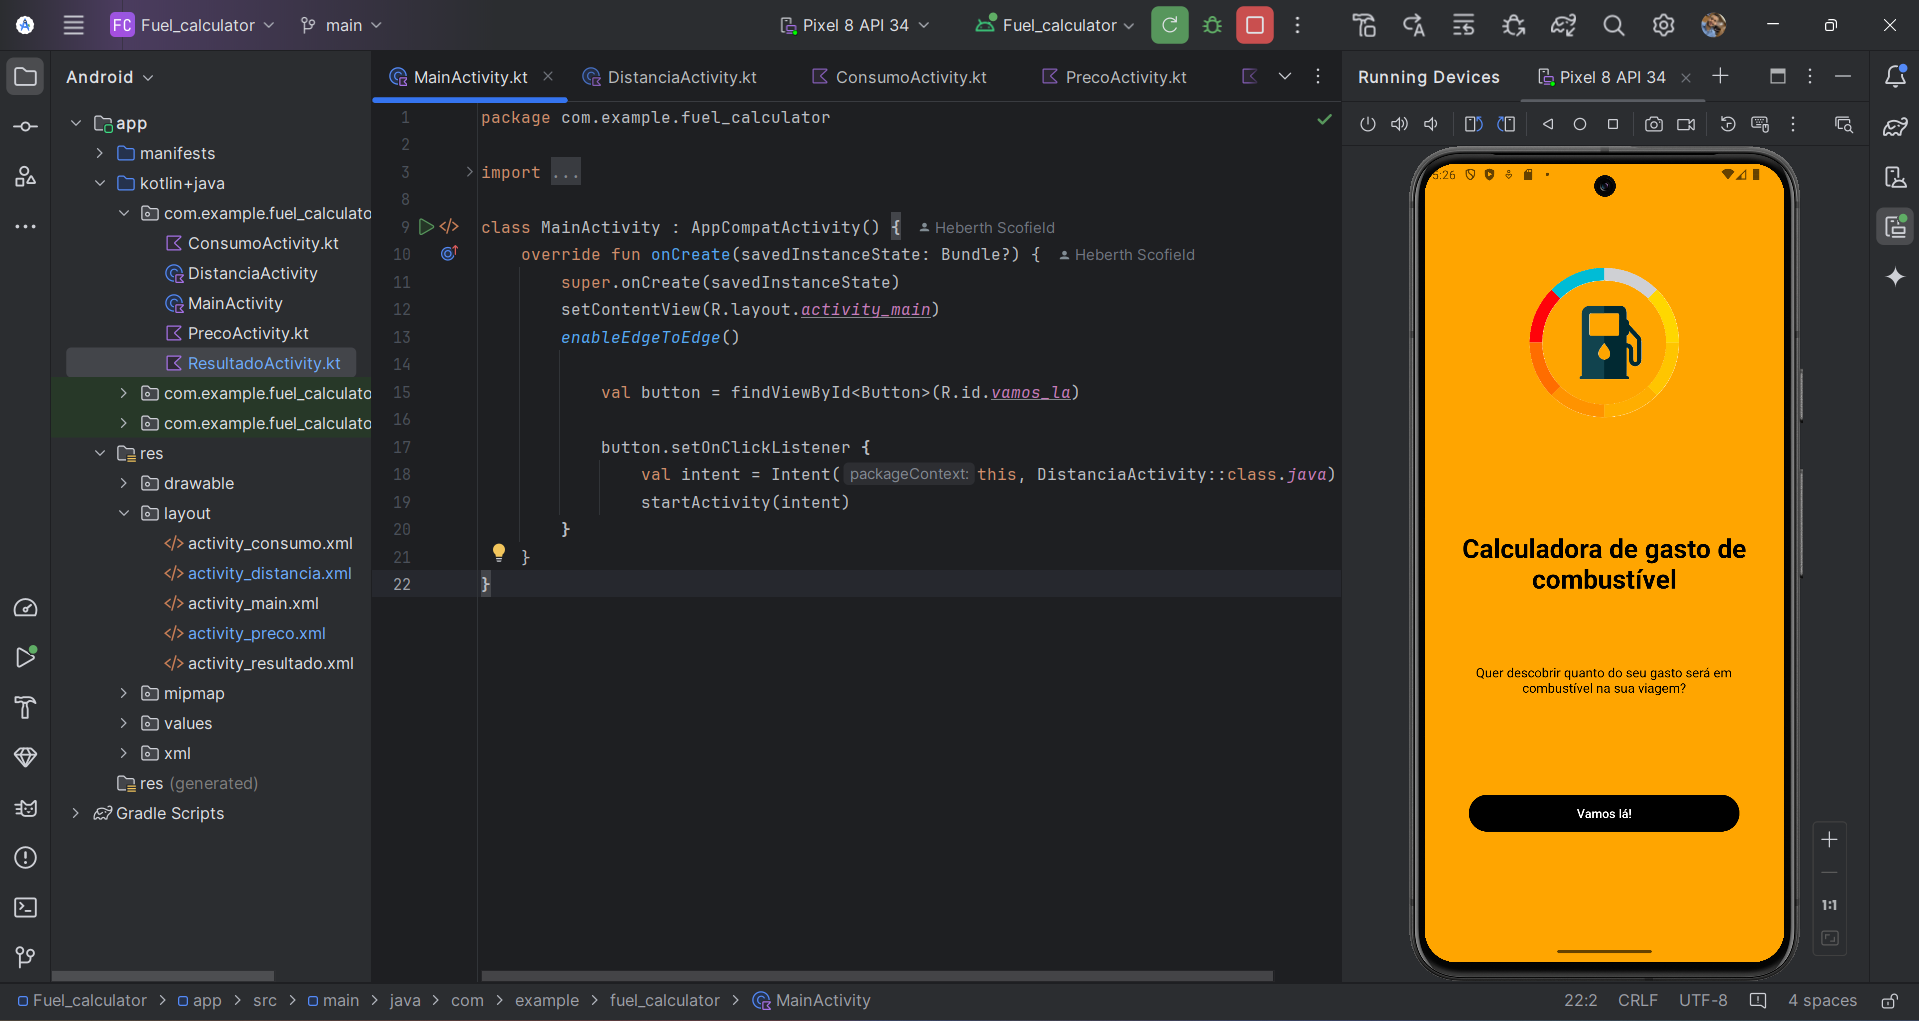 FC Fuel_calculator main Pixel 8 API 34 Fuel_calculator
Android
MainActivity.kt DistanciaActivity.kt ConsumoActivity.kt PrecoActivity.kt
Running Devices Pixel 8 API 34
app
manifests
kotlin+java
com.example.fuel_calculato
ConsumoActivity.kt
DistanciaActivity
MainActivity
PrecoActivity.kt
ResultadoActivity.kt
com.example.fuel_calculato
com.example.fuel_calculato
res
drawable
layout
activity_consumo.xml
activity_distancia.xml
activity_main.xml
activity_preco.xml
activity_resultado.xml
mipmap
values
xml
res (generated)
Gradle Scripts
1 package com.example.fuel_calculator
2
3 import ...
8
9 class MainActivity : AppCompatActivity() { Heberth Scofield
10 override fun onCreate(savedInstanceState: Bundle?) { Heberth Scofield
11 super.onCreate(savedInstanceState)
12 setContentView(R.layout.activity_main)
13 enableEdgeToEdge()
14
15 val button = findViewById<Button>(R.id.vamos_la)
16
17 button.setOnClickListener {
18 val intent = Intent( packageContext: this, DistanciaActivity::class.java)
19 startActivity(intent)
20 }
21 }
22 }
5:26
Calculadora de gasto de
combustível
Quer descobrir quanto do seu gasto será em
combustível na sua viagem?
Vamos lá!
1:1
Fuel_calculator > app > src > main > java > com > example > fuel_calculator > MainActivity
22:2 CRLF UTF-8 4 spaces